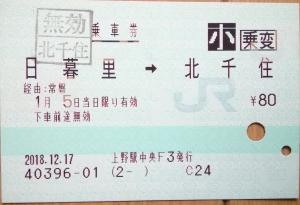 無効
北千住
乗車券
小 乗変
日暮里 → 北千住
経由:常磐
1月 5日当日限り有効
¥80
下車前途無効
JR
2018.12.17 上野駅中央F3発行
40396-01 (2- ) C24